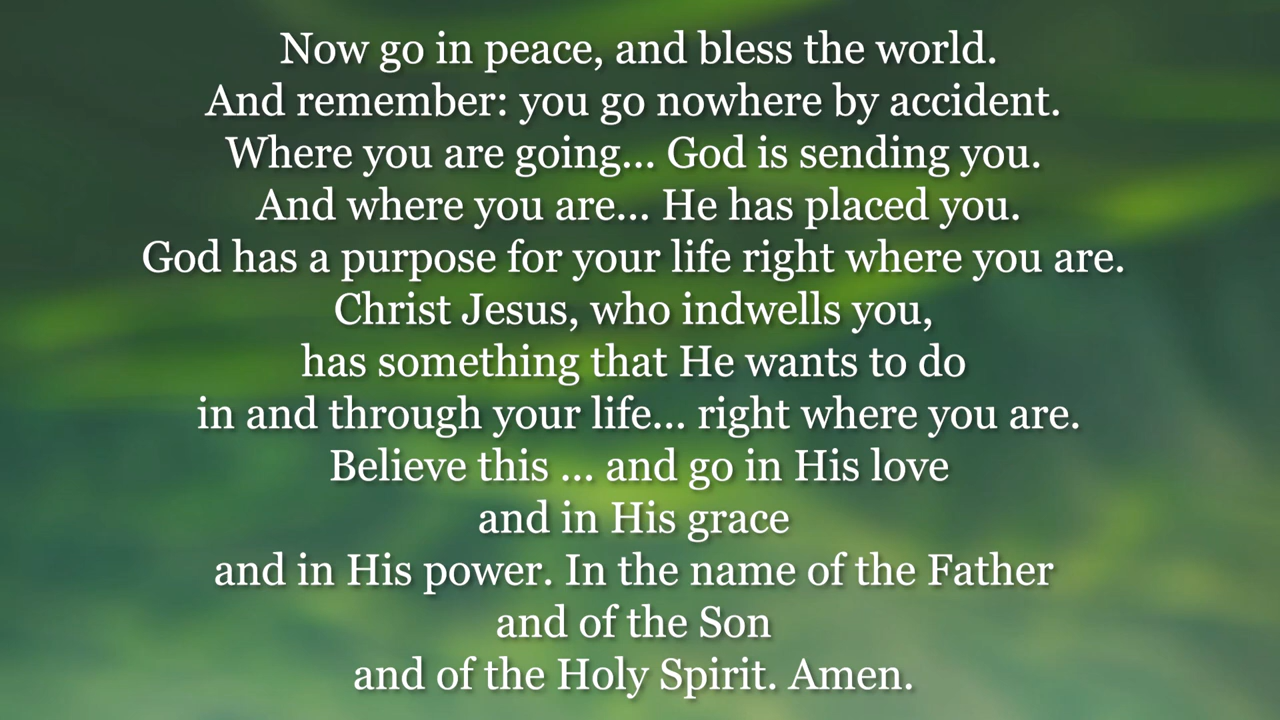 Now go in peace, and bless the world.
And remember: you go nowhere by accident.
Where you are going... God is sending you.
And where you are... He has placed you.
God has a purpose for your life right where you are.
Christ Jesus, who indwells you,
has something that He wants to do
in and through your life... right where you are.
Believe this ... and go in His love
and in His grace
and in His power. In the name of the Father
and of the Son
and of the Holy Spirit. Amen.